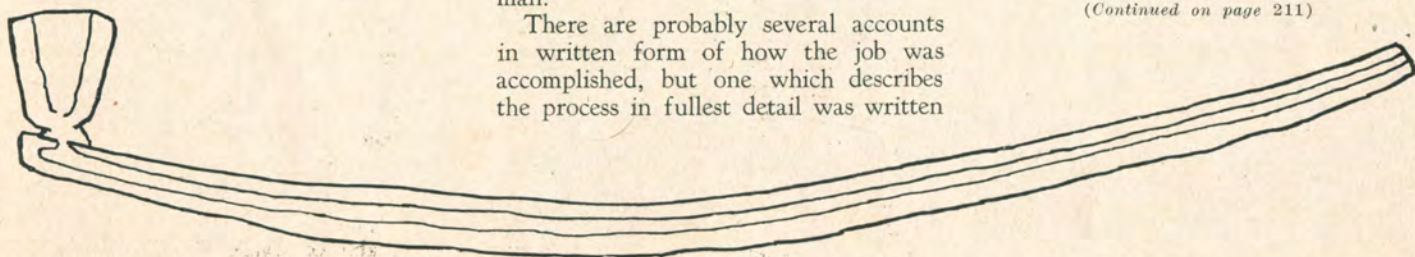 There are probably several accounts
in written form of how the job was
accomplished, but one which describes
the process in fullest detail was written
(Continued on page 211)